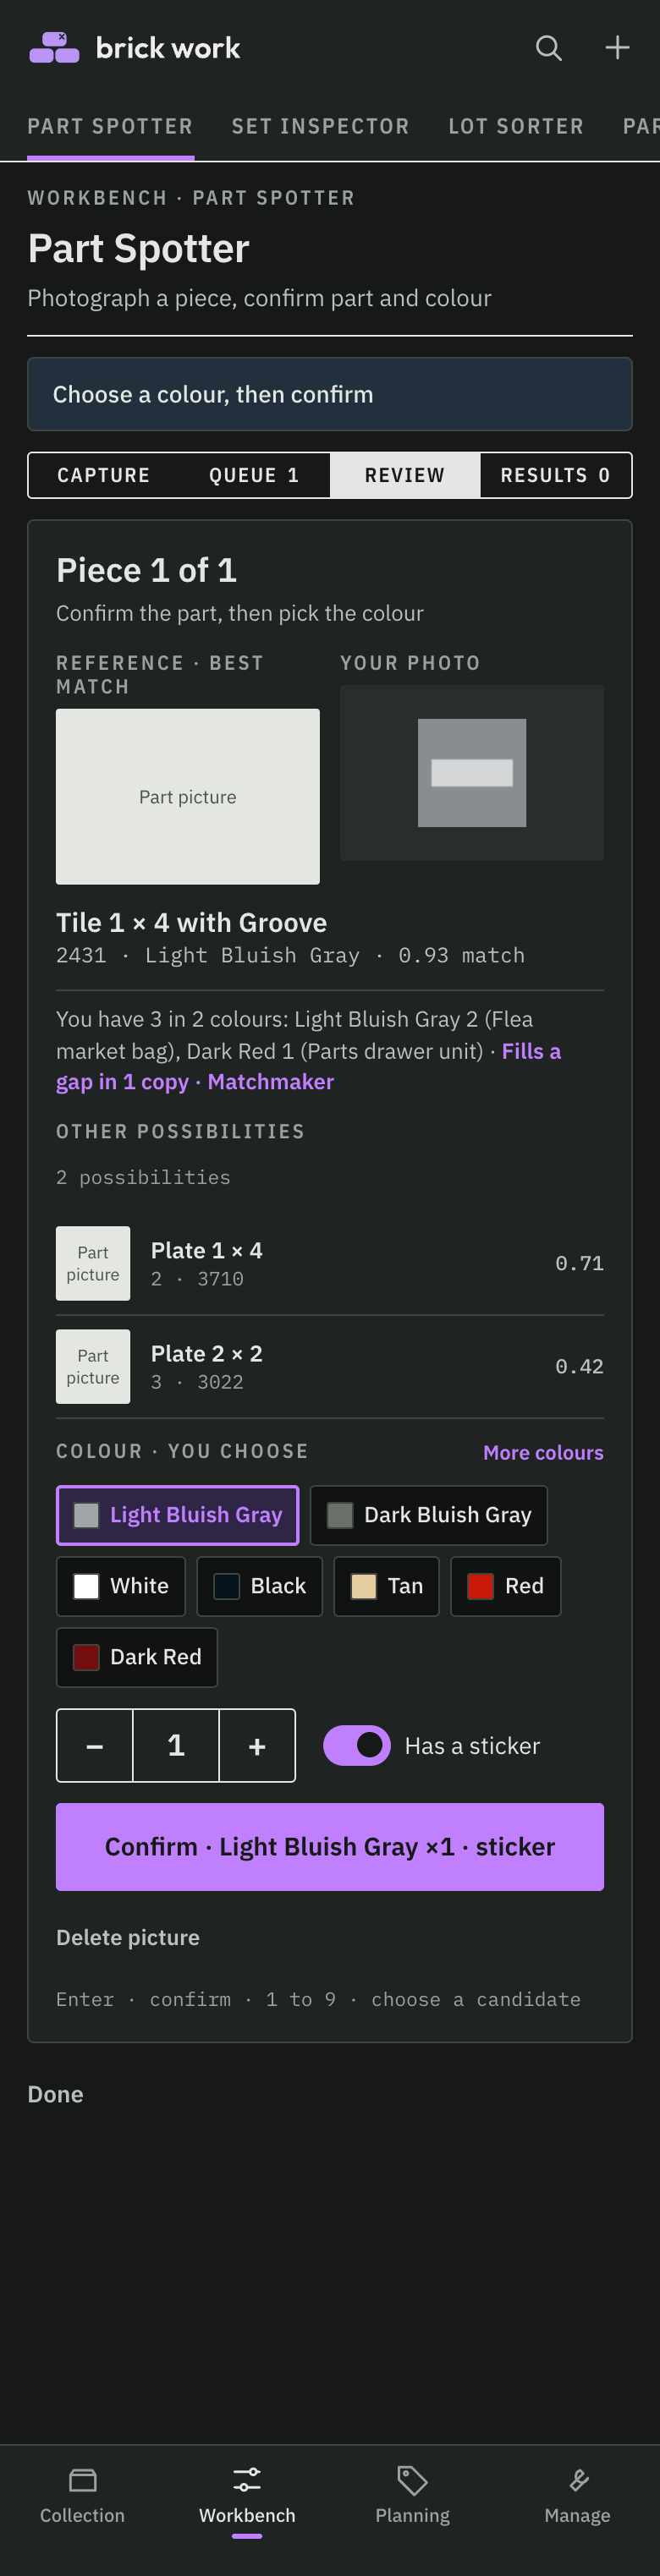 brick work
PART SPOTTER SET INSPECTOR LOT SORTER PAR
WORKBENCH · PART SPOTTER
Part Spotter
Photograph a piece, confirm part and colour
Choose a colour, then confirm
CAPTURE QUEUE 1 REVIEW RESULTS 0
Piece 1 of 1
Confirm the part, then pick the colour
REFERENCE · BEST
MATCH
YOUR PHOTO
Part picture
Tile 1 × 4 with Groove
2431 · Light Bluish Gray · 0.93 match
You have 3 in 2 colours: Light Bluish Gray 2 (Flea
market bag), Dark Red 1 (Parts drawer unit) · Fills a
gap in 1 copy · Matchmaker
OTHER POSSIBILITIES
2 possibilities
Part
picture
Plate 1 × 4
2 · 3710
0.71
Part
picture
Plate 2 × 2
3 · 3022
0.42
COLOUR · YOU CHOOSE More colours
Light Bluish Gray Dark Bluish Gray
White Black Tan Red
Dark Red
− 1 + Has a sticker
Confirm · Light Bluish Gray ×1 · sticker
Delete picture
Enter · confirm · 1 to 9 · choose a candidate
Done
Collection Workbench Planning Manage